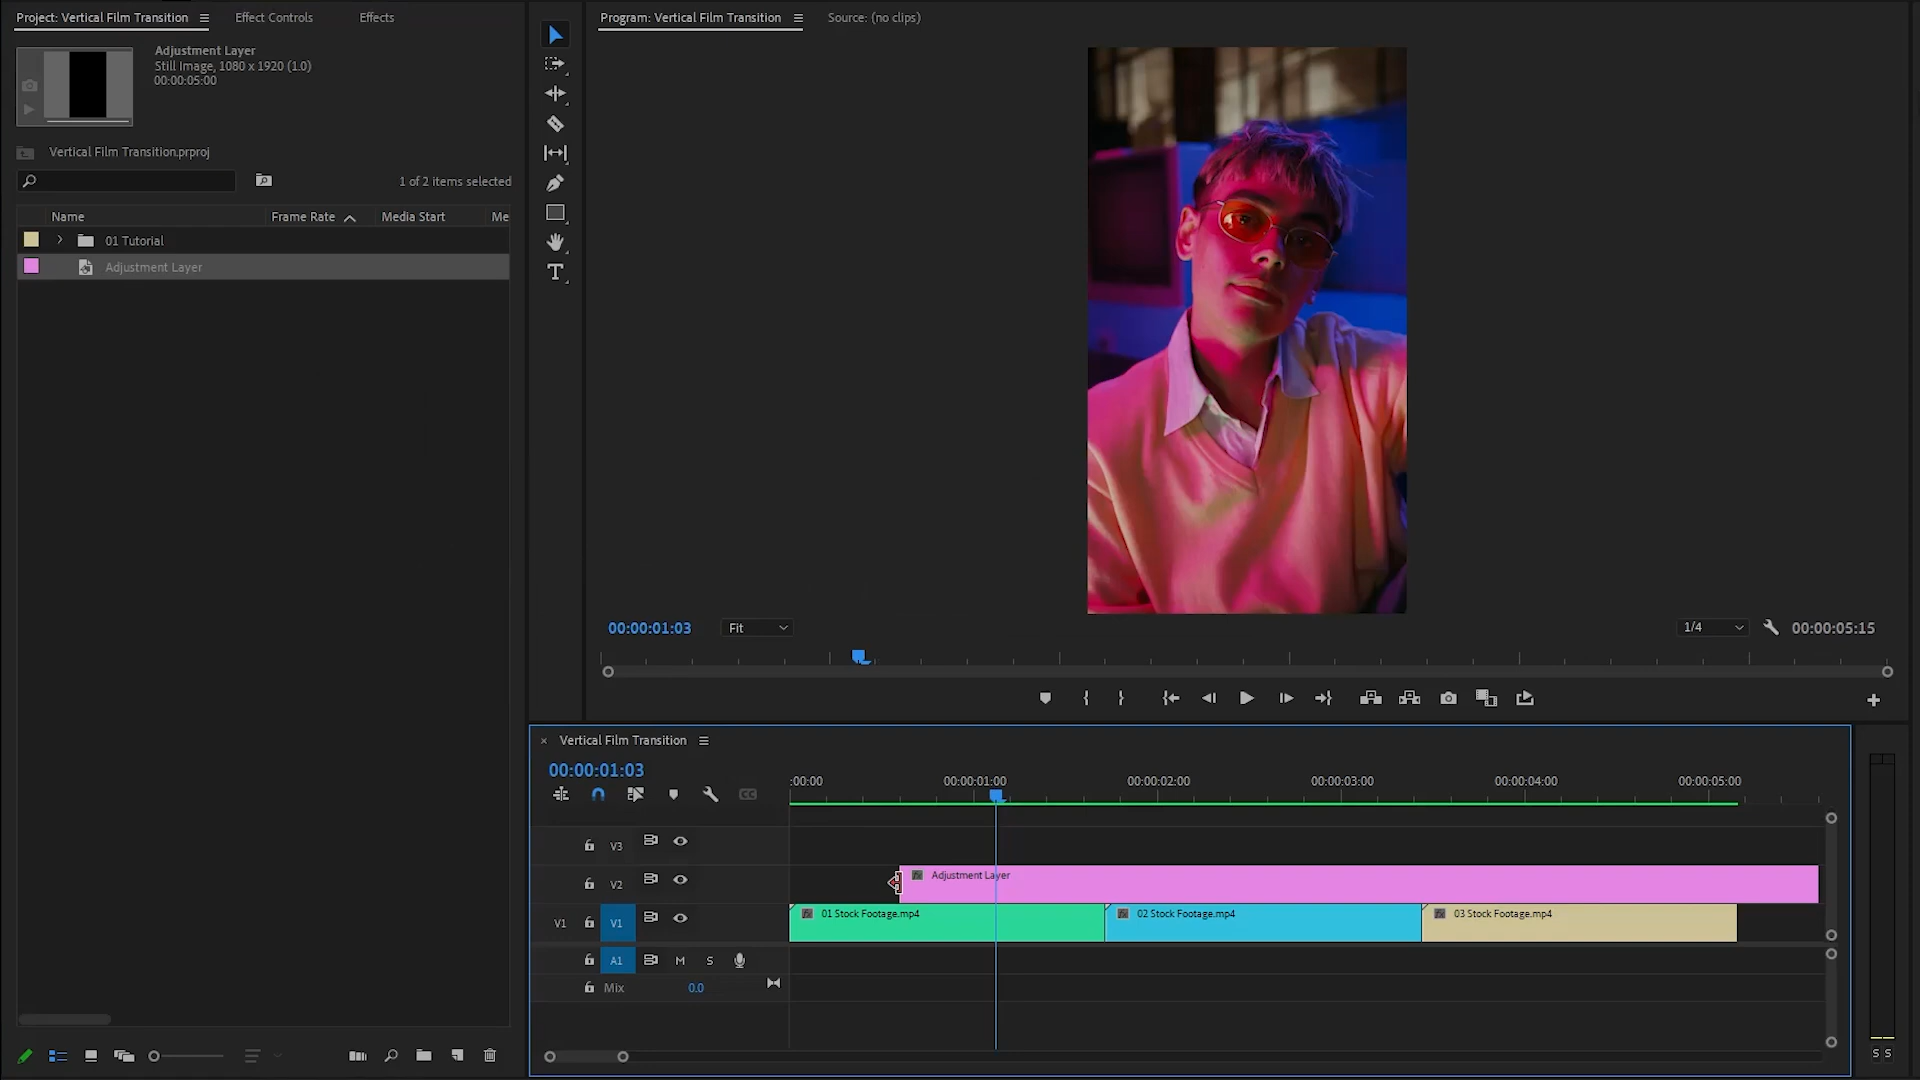 Project: Vertical Film Transition
Effect Controls
Effects
Program: Vertical Film Transition
Source: (no clips)
Adjustment Layer
Still Image, 1080 x 1920 (1.0)
00:00:05:00
Vertical Film Transition.prproj
1 of 2 items selected
Name
Frame Rate
Media Start
Me
01 Tutorial
Adjustment Layer
00:00:01:03
Fit
1/4
00:00:05:15
Vertical Film Transition
00:00:01:03
:00:00
00:00:01:00
00:00:02:00
00:00:03:00
00:00:04:00
00:00:05:00
CC
V3
V2
Adjustment Layer
V1
V1
01 Stock Footage.mp4
02 Stock Footage.mp4
03 Stock Footage.mp4
A1
M
S
Mix
0.0
S S